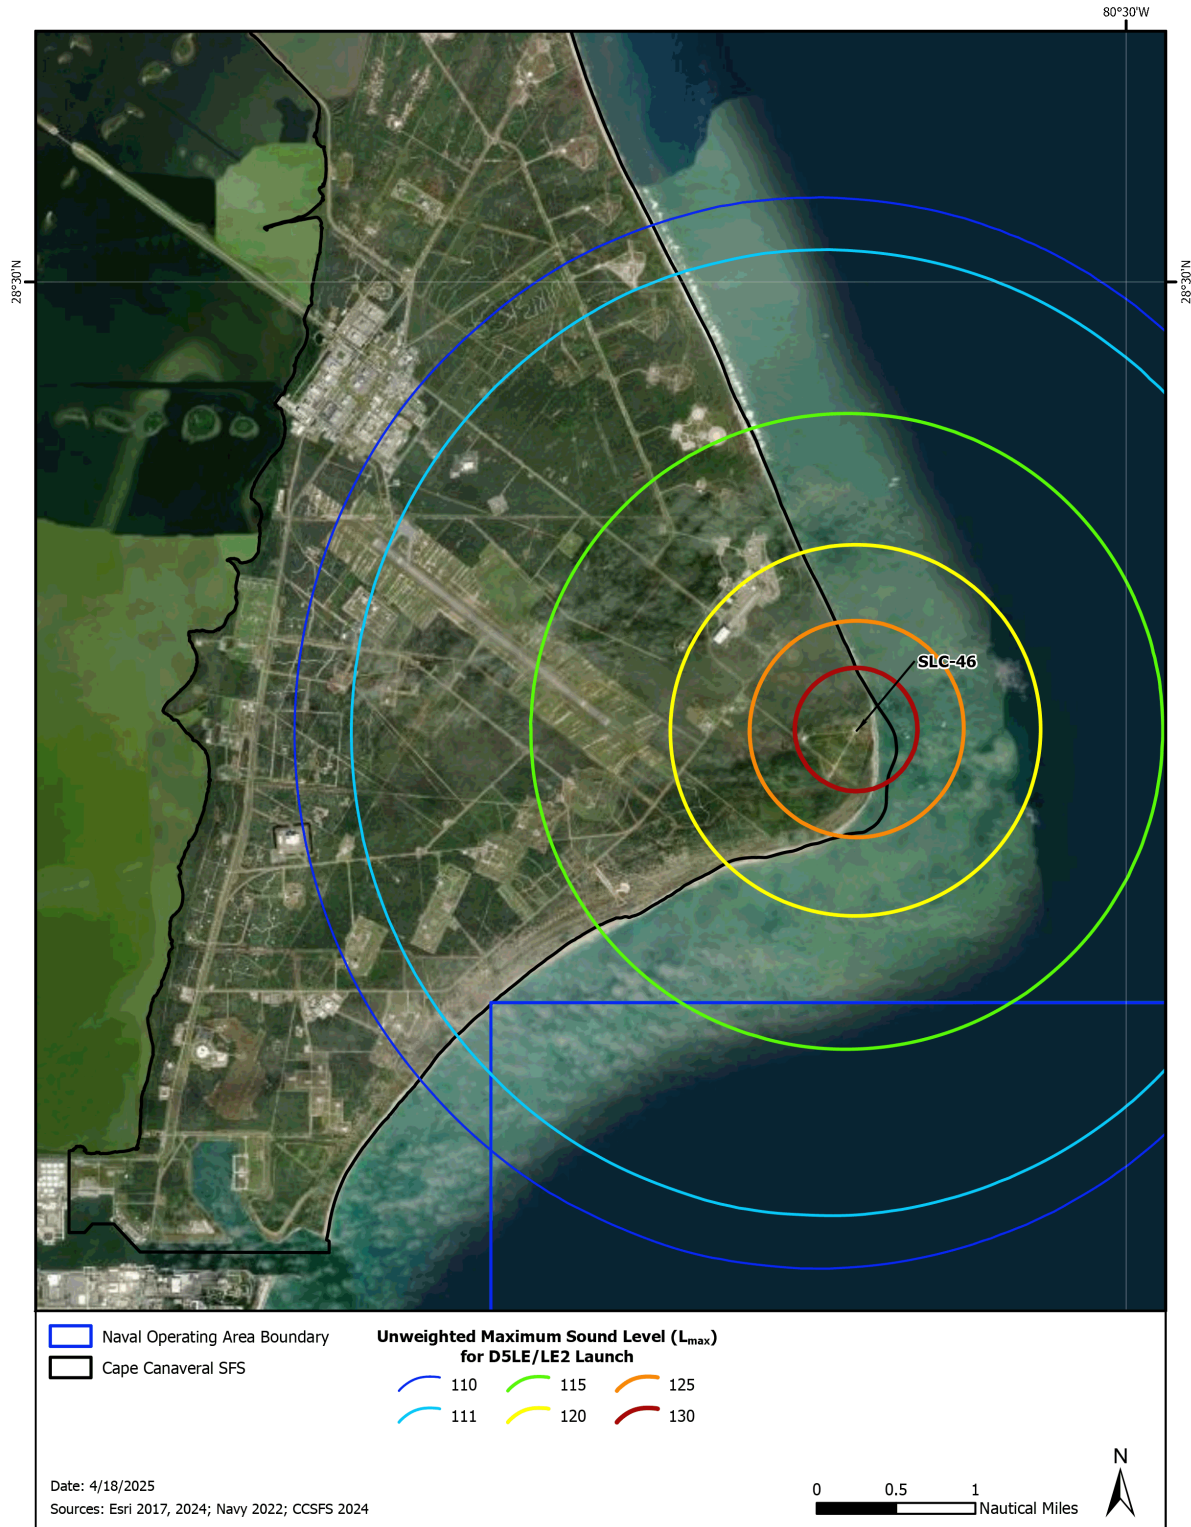 80°30'W
28°30'N
28°30'N
SLC-46
Naval Operating Area Boundary
Cape Canaveral SFS
Unweighted Maximum Sound Level (Lmax)
for D5LE/LE2 Launch
110
115
125
111
120
130
N
Date: 4/18/2025
Sources: Esri 2017, 2024; Navy 2022; CCSFS 2024
0 0.5 1
Nautical Miles